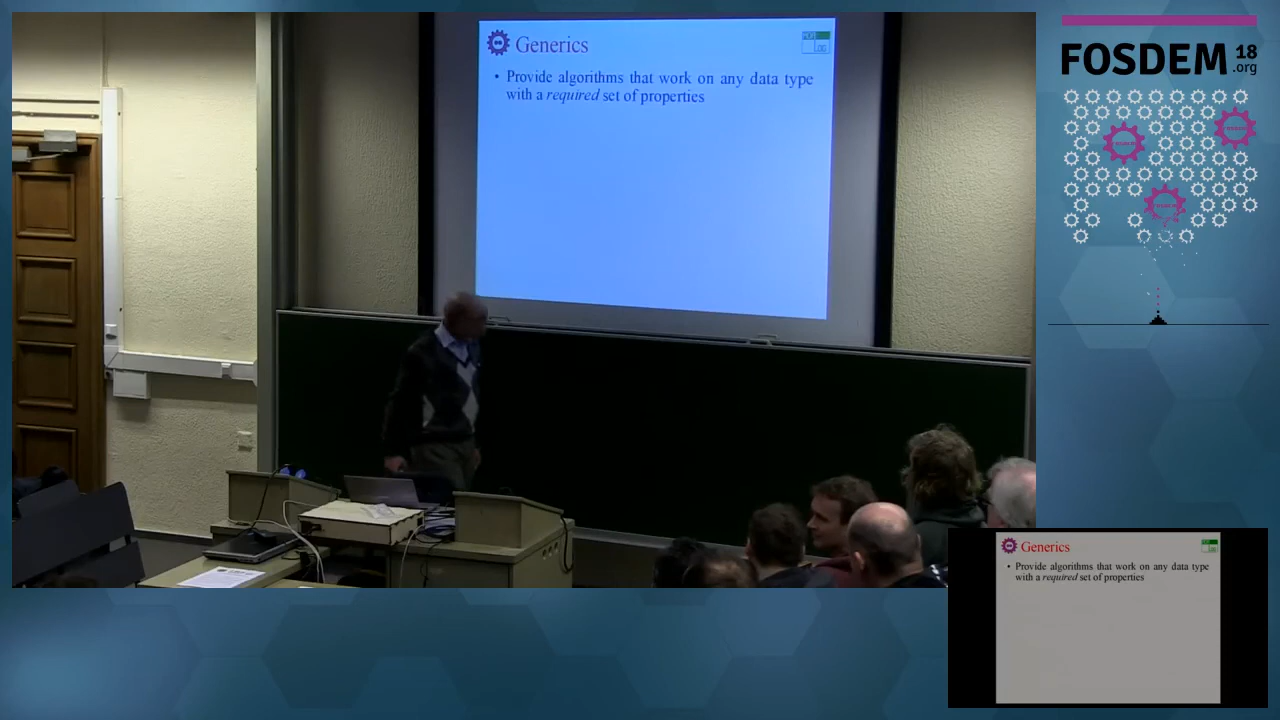 Generics
• Provide algorithms that work on any data type
with a required set of properties
FOSDEM 18
.org
Generics
• Provide algorithms that work on any data type
with a required set of properties